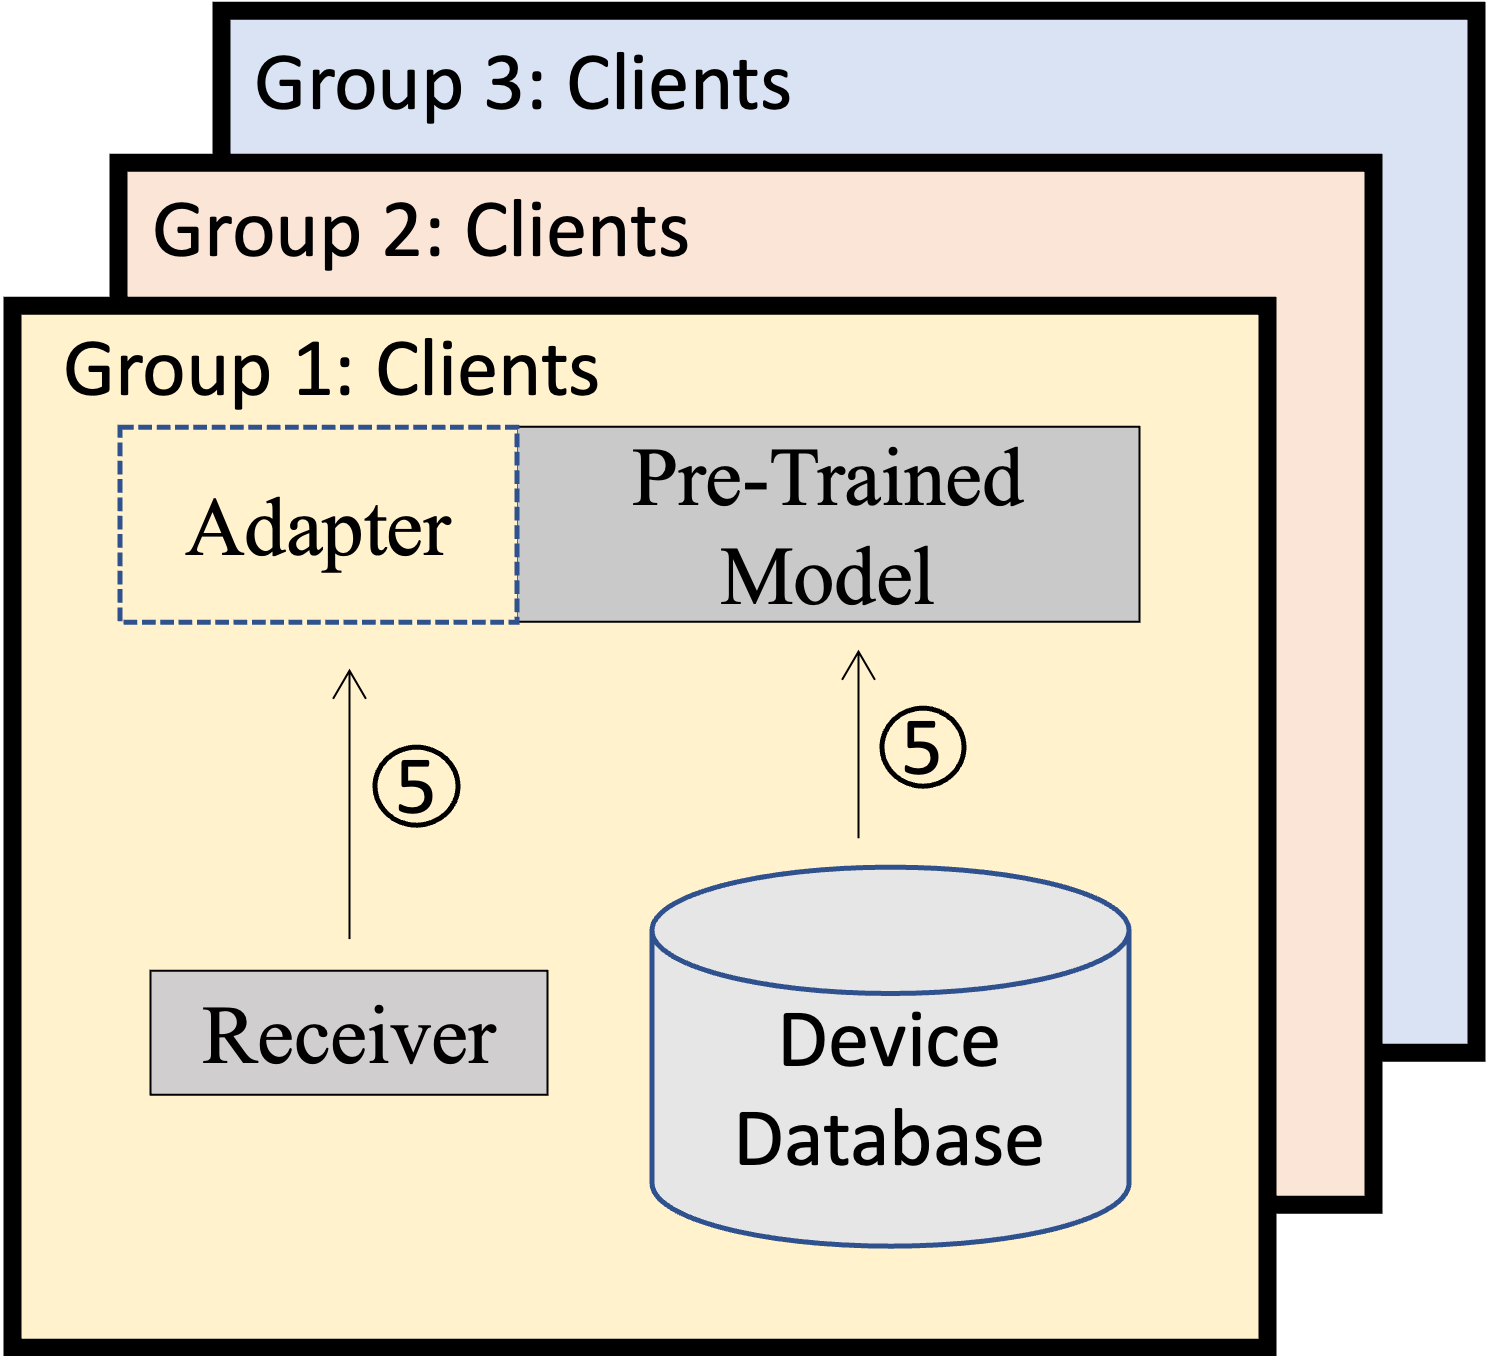 Group 3: Clients
Group 2: Clients
Group 1: Clients
Adapter
Pre-Trained
Model
⑤
⑤
Receiver
Device
Database